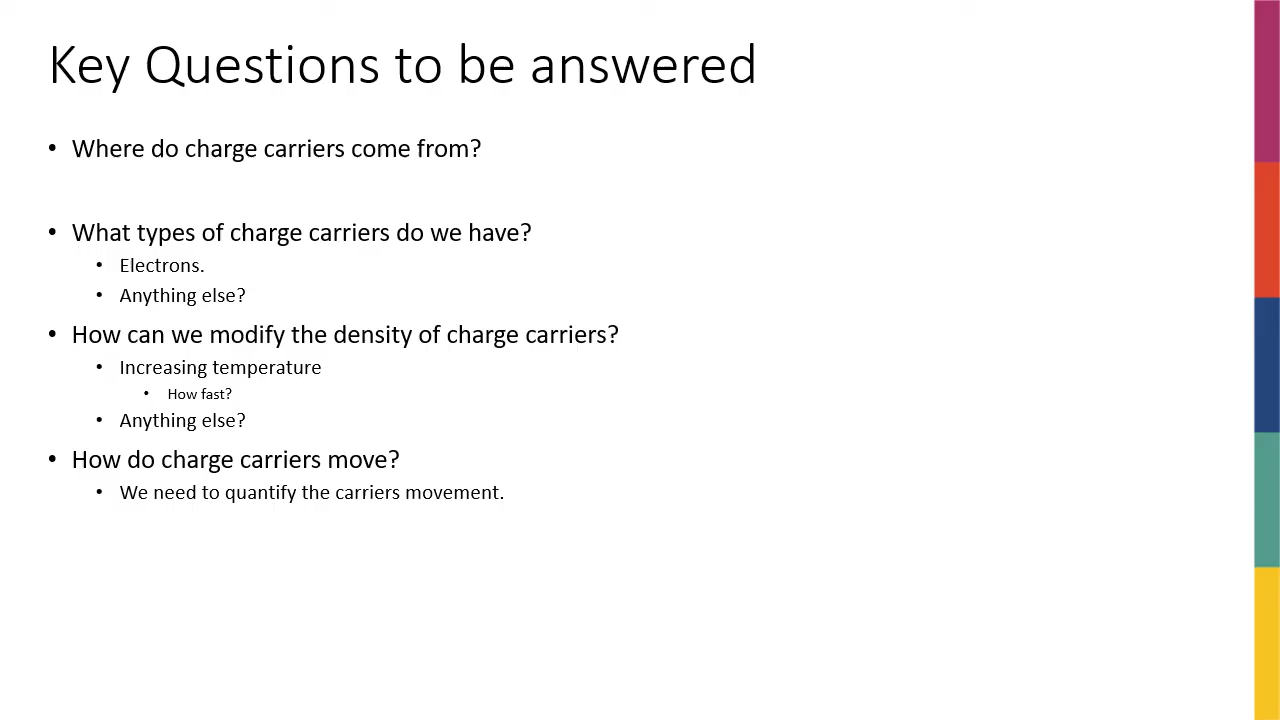 Key Questions to be answered
• Where do charge carriers come from?
• What types of charge carriers do we have?
• Electrons.
• Anything else?
• How can we modify the density of charge carriers?
• Increasing temperature
• How fast?
• Anything else?
• How do charge carriers move?
• We need to quantify the carriers movement.